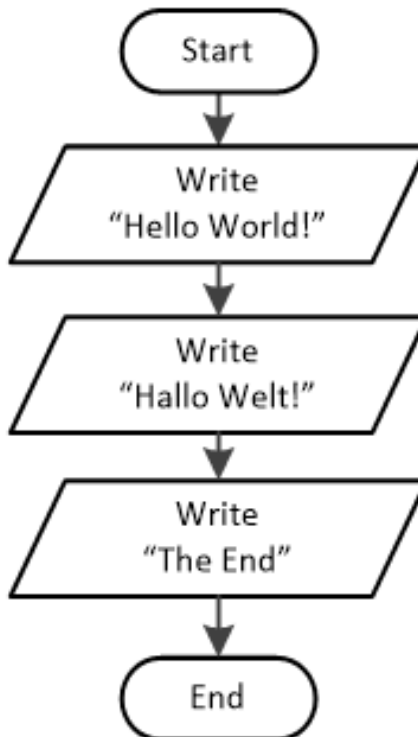 Start
Write
“Hello World!”
Write
“Hallo Welt!”
Write
“The End”
End